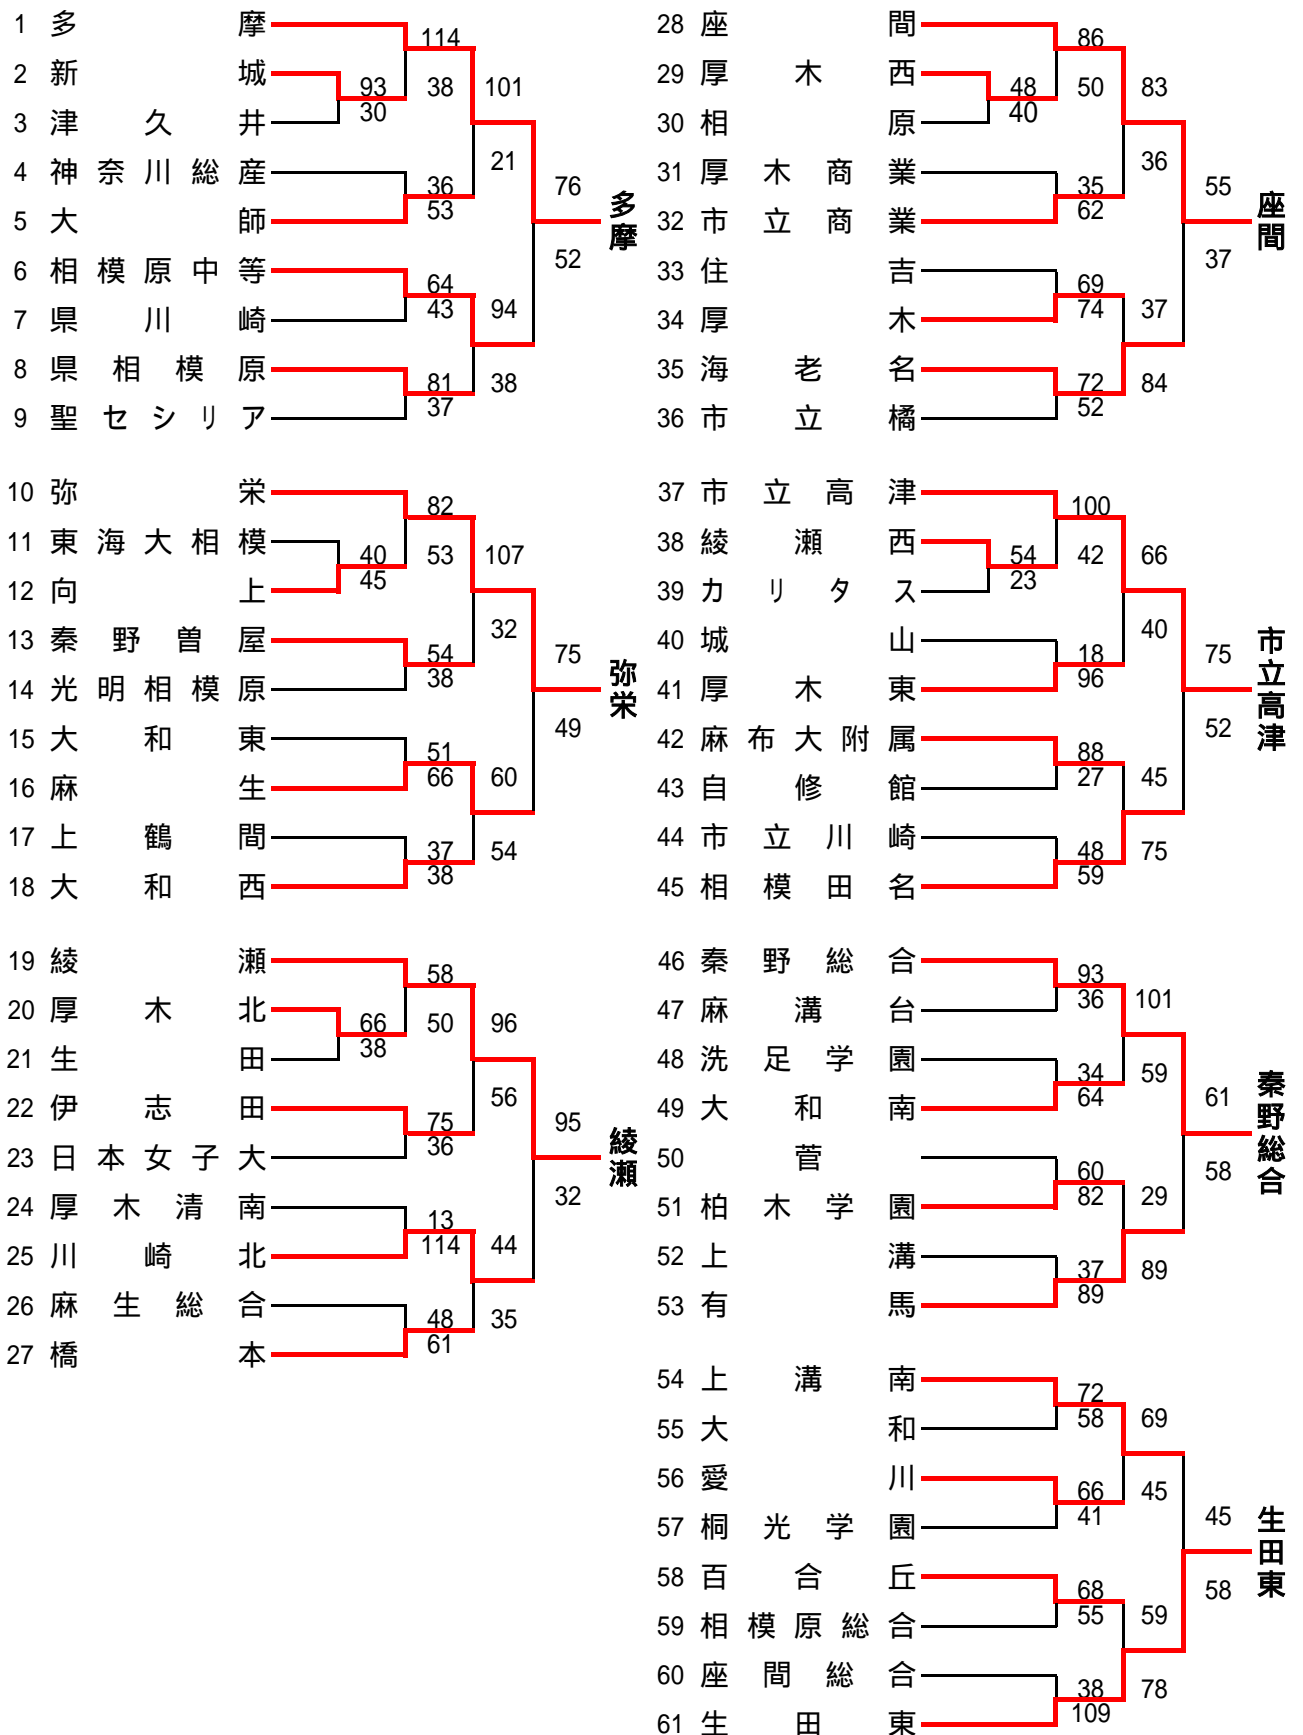 1 多摩
2 新城
3 津久井
4 神奈川総産
5 大師
6 相模原中等
7 県川崎
8 県相模原
9 聖セシリア
114
38
93
30
101
21
36
53
76
52
64
43
94
38
81
37
多摩
10 弥栄
11 東海大相模
12 向上
13 秦野曽屋
14 光明相模原
15 大和東
16 麻生
17 上鶴間
18 大和西
82
53
40
45
107
32
54
38
75
49
51
66
60
54
37
38
弥栄
19 綾瀬
20 厚木北
21 生田
22 伊志田
23 日本女子大
24 厚木清南
25 川崎北
26 麻生総合
27 橋本
58
50
66
38
96
56
75
36
95
32
13
114
44
35
48
61
綾瀬
28 座間
29 厚木西
30 相原
31 厚木商業
32 市立商業
33 住吉
34 厚木
35 海老名
36 市立橘
86
50
48
40
83
36
35
62
55
37
69
74
37
84
72
52
座間
37 市立高津
38 綾瀬西
39 カリタス
40 城山
41 厚木東
42 麻布大附属
43 自修館
44 市立川崎
45 相模田名
100
42
54
23
66
40
18
96
75
52
88
27
45
75
48
59
市立高津
46 秦野総合
47 麻溝台
48 洗足学園
49 大和南
50 菅
51 柏木学園
52 上溝
53 有馬
93
36
101
59
34
64
61
58
60
82
29
89
37
89
秦野総合
54 上溝南
55 大和
56 愛川
57 桐光学園
58 百合丘
59 相模原総合
60 座間総合
61 生田東
72
58
69
45
66
41
45
58
68
55
59
78
38
109
生田東